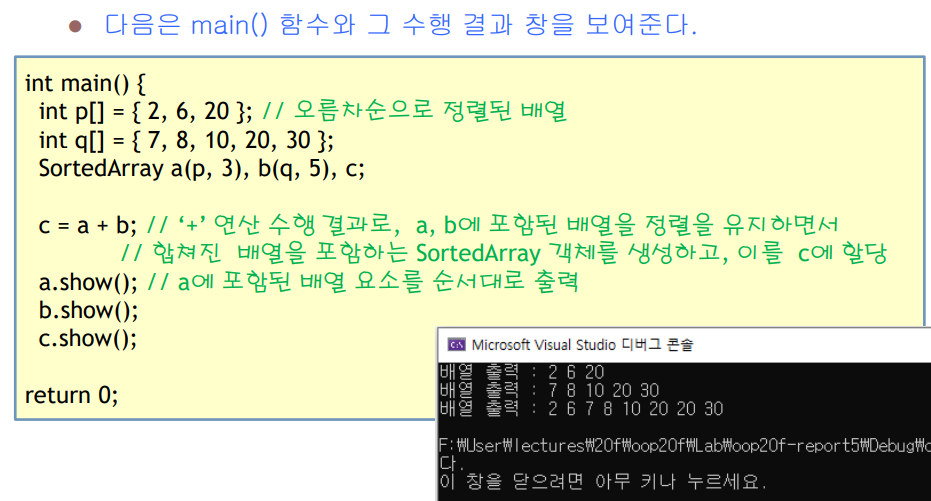 다음은 main() 함수와 그 수행 결과 창을 보여준다.
int main() {
int p[] = { 2, 6, 20 }; // 오름차순으로 정렬된 배열
int q[] = { 7, 8, 10, 20, 30 };
SortedArray a(p, 3), b(q, 5), c;
c = a + b; // ‘+’ 연산 수행 결과로, a, b에 포함된 배열을 정렬을 유지하면서
// 합쳐진 배열을 포함하는 SortedArray 객체를 생성하고, 이를 c에 할당
a.show(); // a에 포함된 배열 요소를 순서대로 출력
b.show();
c.show();
return 0;
Microsoft Visual Studio 디버그 콘솔
배열 출력 : 2 6 20
배열 출력 : 7 8 10 20 30
배열 출력 : 2 6 7 8 10 20 20 30
F:₩User₩lectures₩20f₩oop20f₩Lab₩oop20f-report5₩Debug₩
다.
이 창을 닫으려면 아무 키나 누르세요.